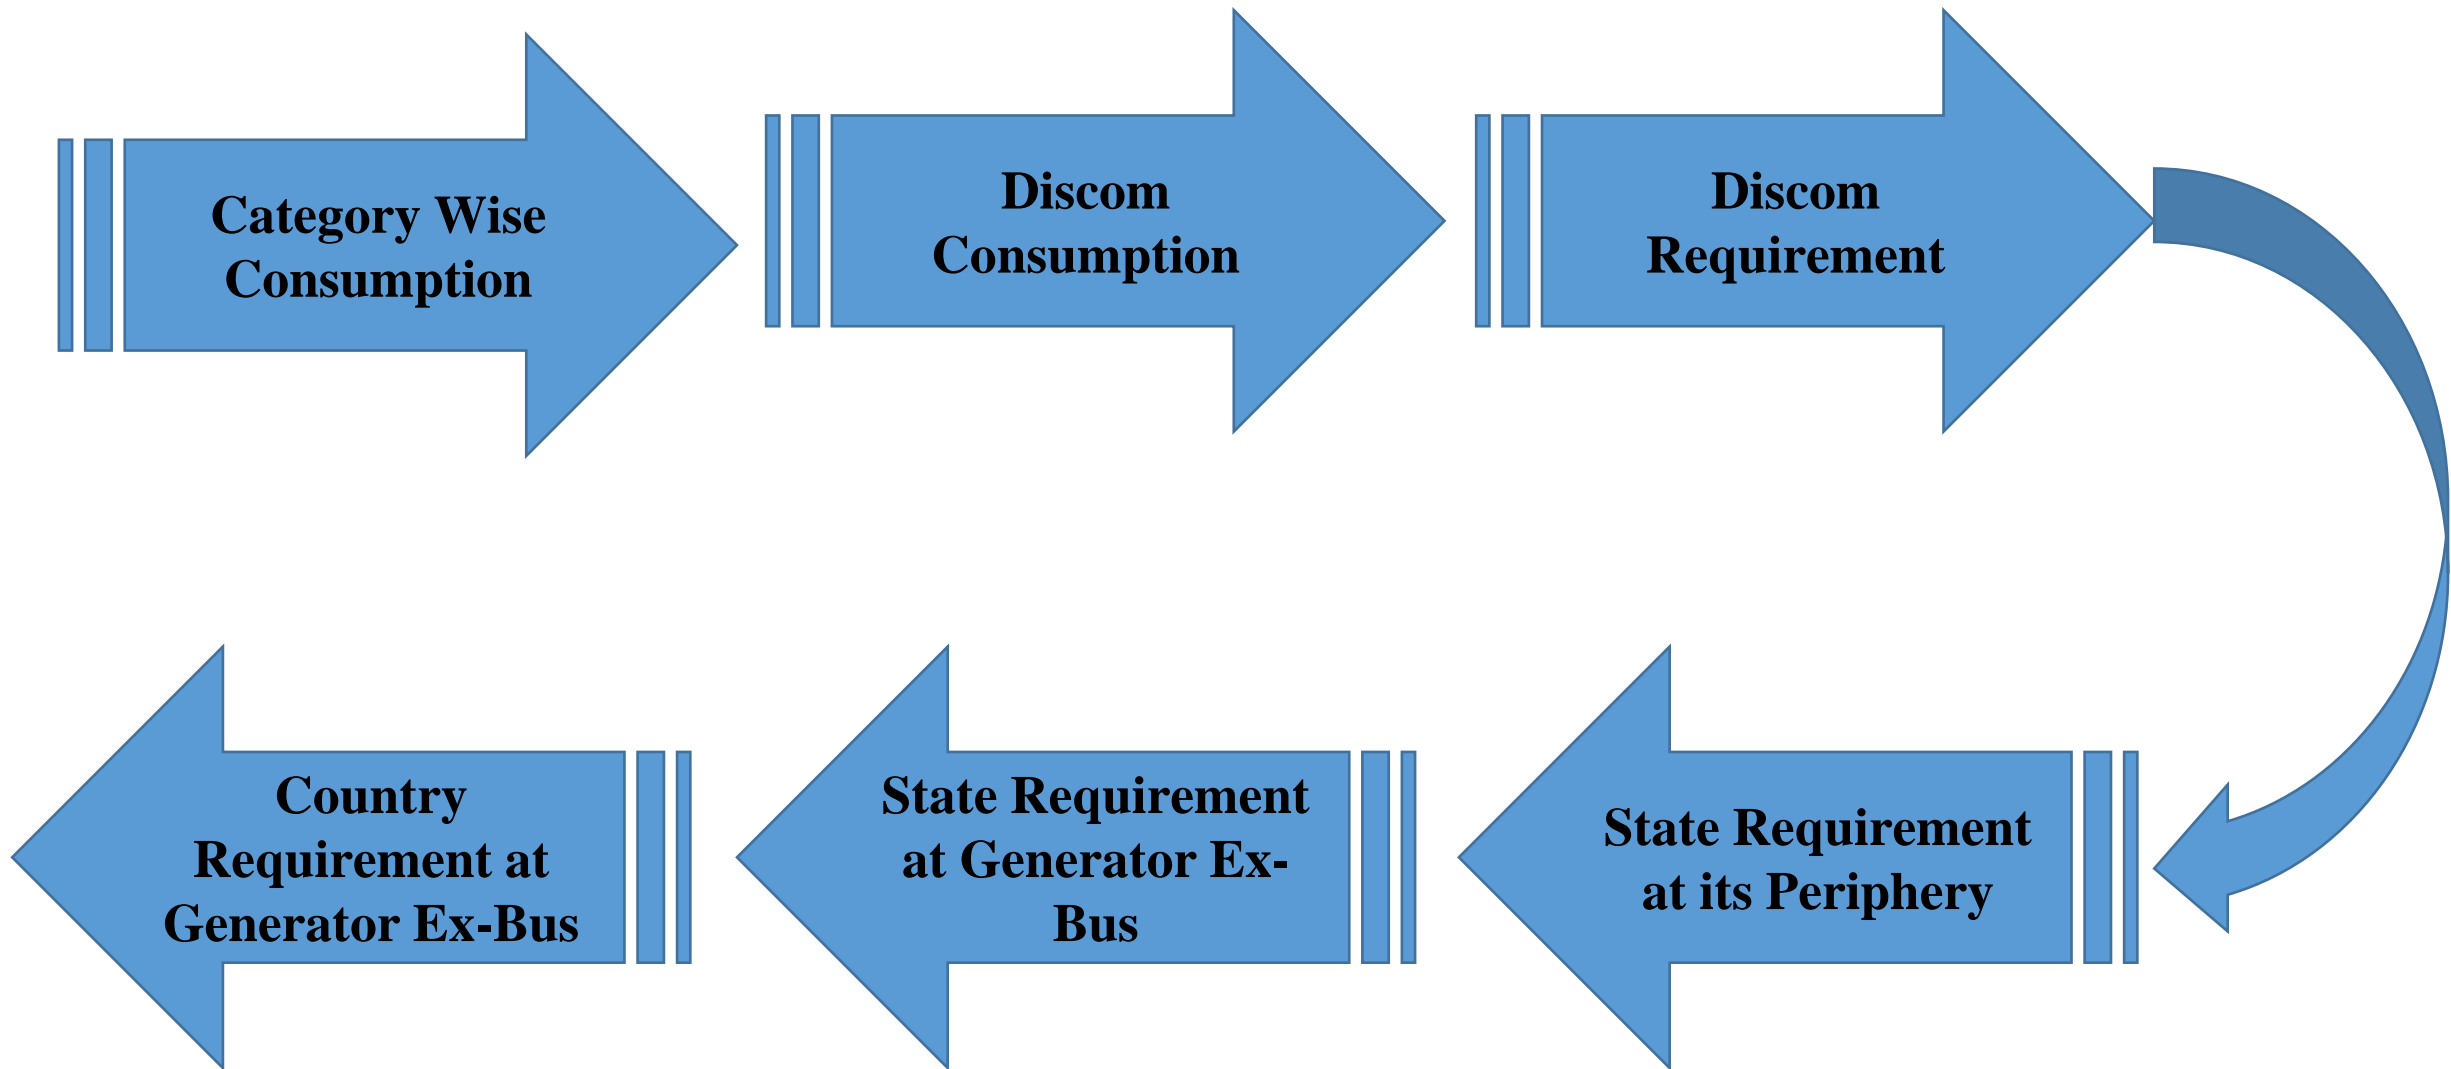 Category Wise
Consumption
Discom
Consumption
Discom
Requirement
State Requirement
at its Periphery
State Requirement
at Generator Ex-
Bus
Country
Requirement at
Generator Ex-Bus